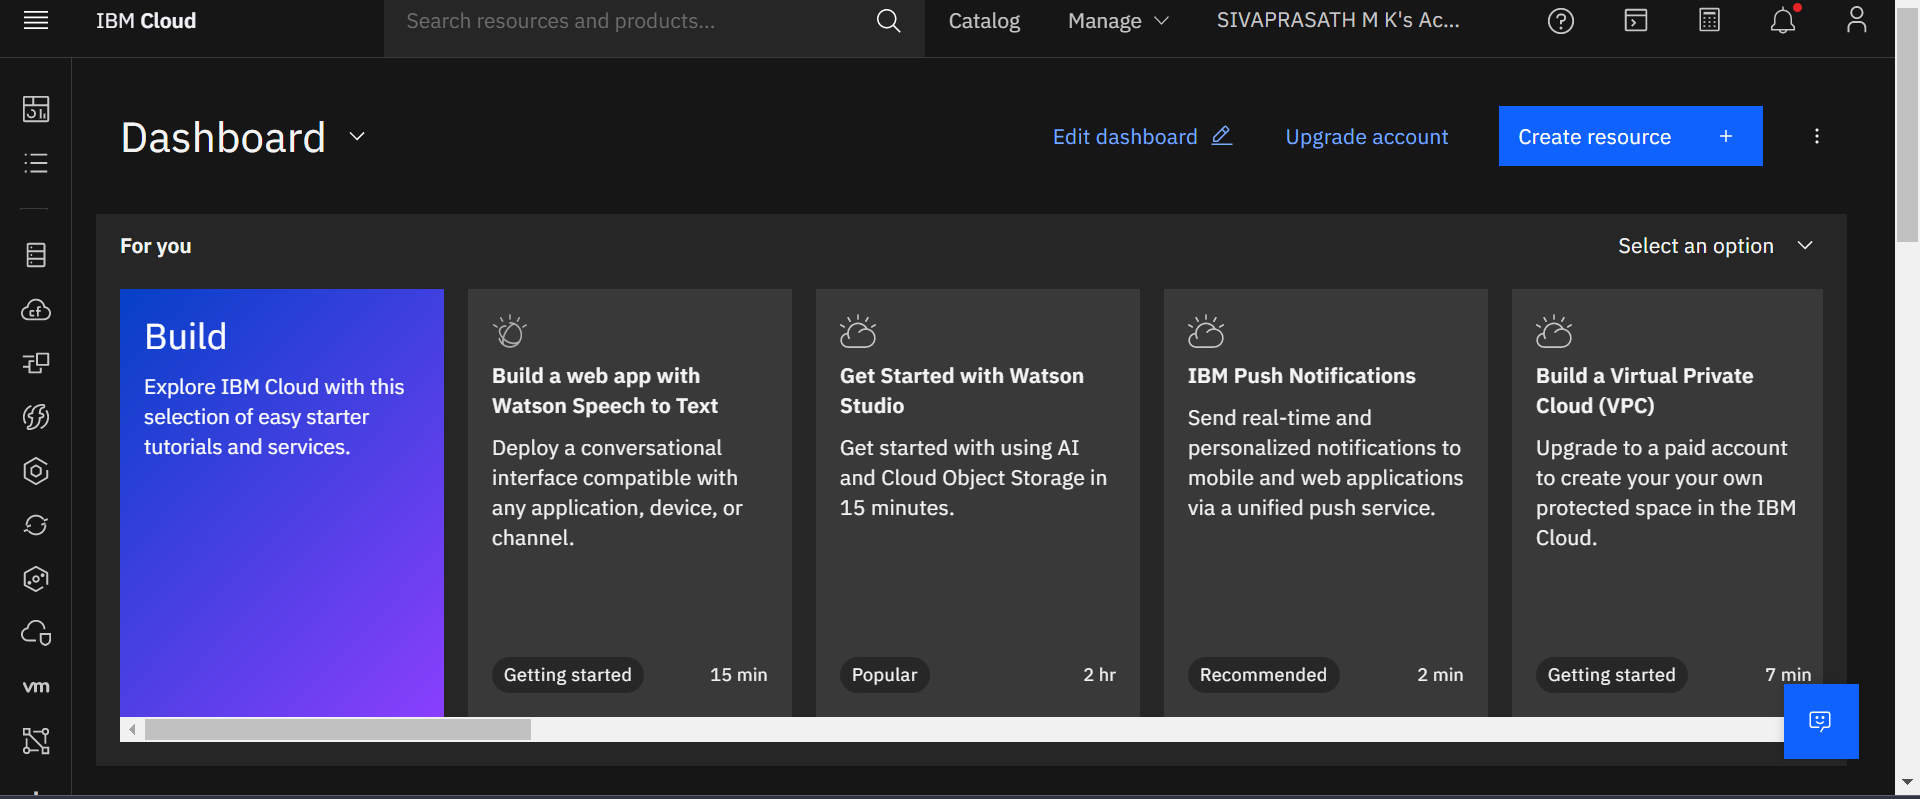 IBM Cloud
Search resources and products...
Catalog
Manage
SIVAPRASATH M K's Ac...
Dashboard
Edit dashboard
Upgrade account
Create resource +
For you
Select an option
Build
Explore IBM Cloud with this
selection of easy starter
tutorials and services.
Build a web app with
Watson Speech to Text
Deploy a conversational
interface compatible with
any application, device, or
channel.
Getting started
15 min
Get Started with Watson
Studio
Get started with using AI
and Cloud Object Storage in
15 minutes.
Popular
2 hr
IBM Push Notifications
Send real-time and
personalized notifications to
mobile and web applications
via a unified push service.
Recommended
2 min
Build a Virtual Private
Cloud (VPC)
Upgrade to a paid account
to create your your own
protected space in the IBM
Cloud.
Getting started
7 min
cf
vm